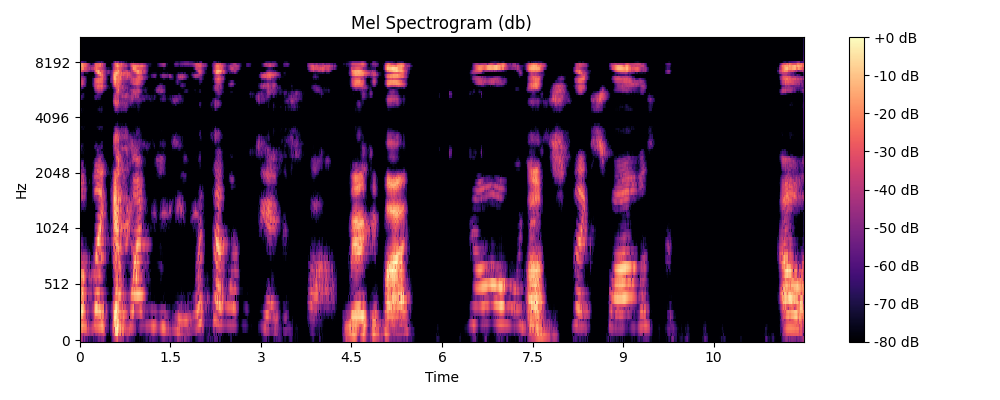 Mel Spectrogram (db)
8192
4096
2048
1024
512
0
Hz
0 1.5 3 4.5 6 7.5 9 10
Time
+0 dB
-10 dB
-20 dB
-30 dB
-40 dB
-50 dB
-60 dB
-70 dB
-80 dB